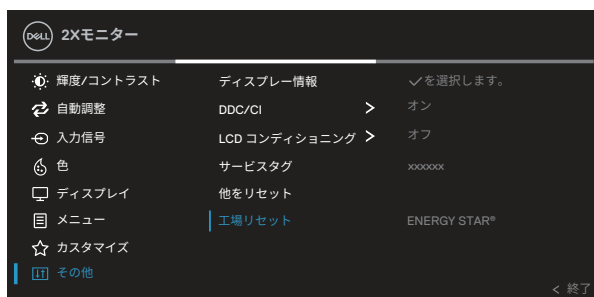 DELL 2Xモニター
輝度/コントラスト ディスプレー情報 ✓を選択します。
自動調整 DDC/CI > オン
入力信号 LCD コンディショニング > オフ
色 サービスタグ xxxxxx
ディスプレイ 他をリセット
メニュー 工場リセット ENERGY STAR®
カスタマイズ
その他
< 終了